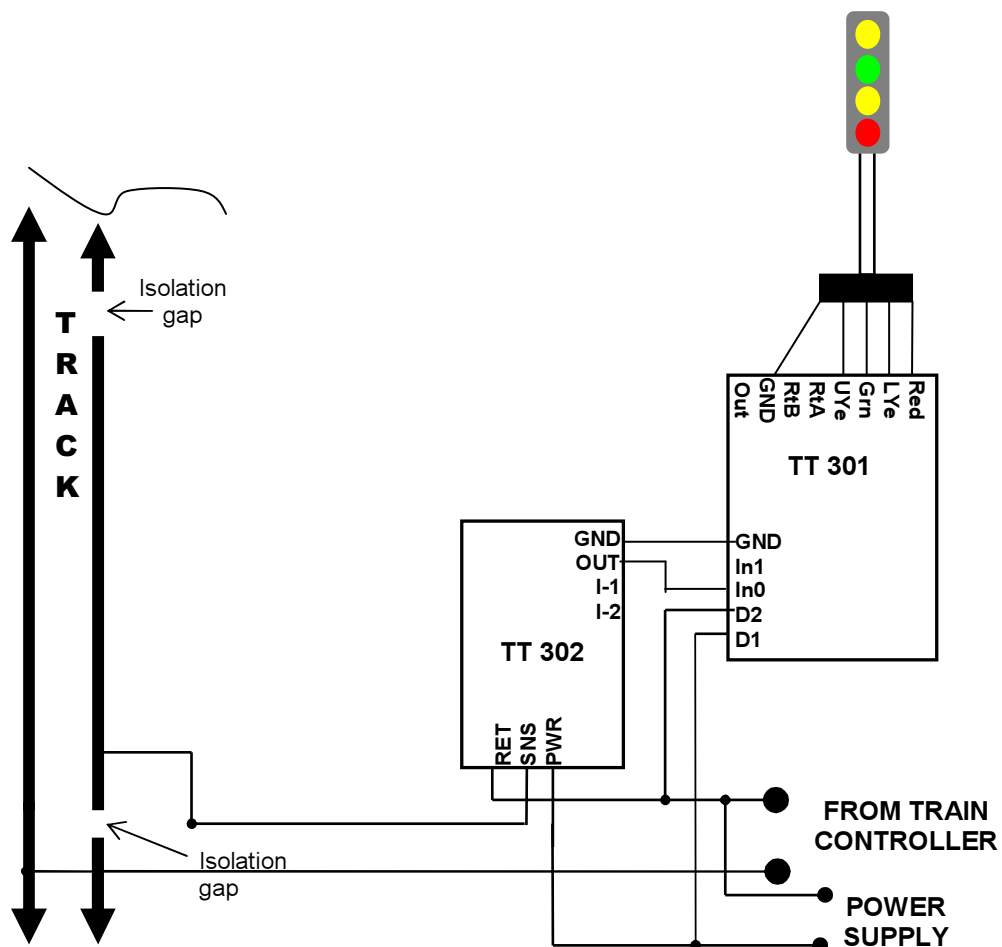 Isolation
gap
TRACK
Out
GND
RtB
RtA
UYe
Grn
LYe
Red
TT 301
GND
In1
In0
D2
D1
GND
OUT
I-1
I-2
TT 302
RET
SNS
PWR
FROM TRAIN
CONTROLLER
Isolation
gap
POWER
SUPPLY